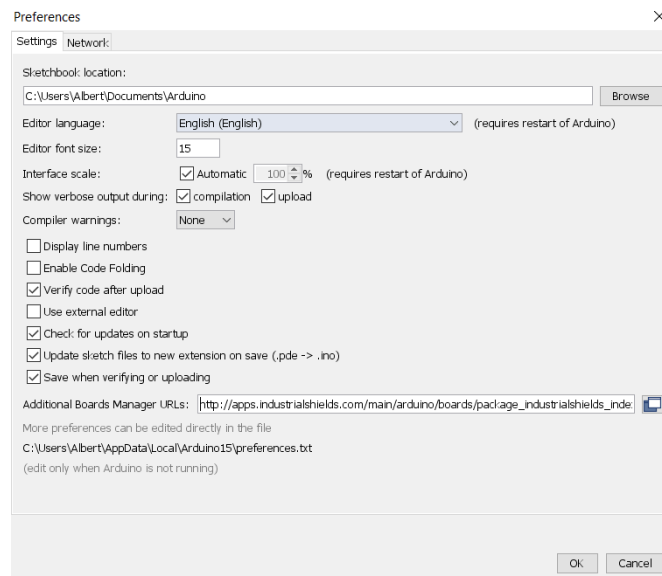 Preferences
Settings Network
Sketchbook location:
C:\Users\Albert\Documents\Arduino Browse
Editor language: English (English) (requires restart of Arduino)
Editor font size: 15
Interface scale: Automatic 100 % (requires restart of Arduino)
Show verbose output during: compilation upload
Compiler warnings: None
Display line numbers
Enable Code Folding
Verify code after upload
Use external editor
Check for updates on startup
Update sketch files to new extension on save (.pde -> .ino)
Save when verifying or uploading
Additional Boards Manager URLs: http://apps.industrialshields.com/main/arduino/boards/package_industrialshields_inde
More preferences can be edited directly in the file
C:\Users\Albert\AppData\Local\Arduino15\preferences.txt
(edit only when Arduino is not running)
OK Cancel